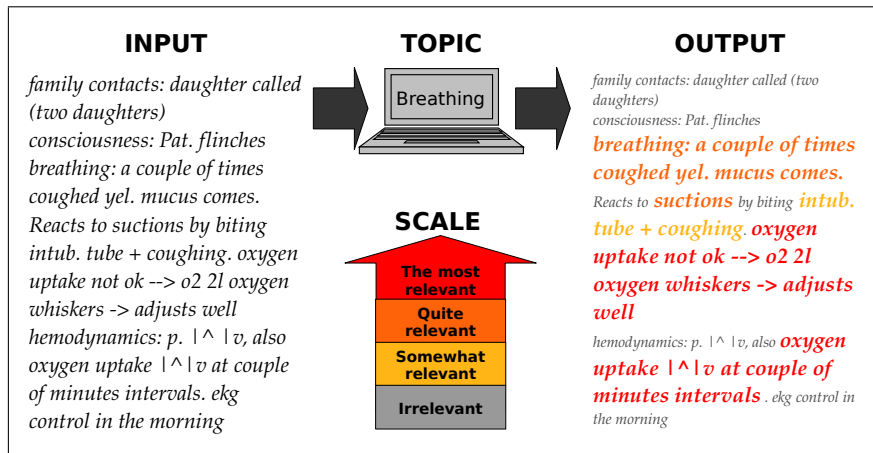 INPUT
family contacts: daughter called
(two daughters)
consciousness: Pat. flinches
breathing: a couple of times
coughed yel. mucus comes.
Reacts to suctions by biting
intub. tube + coughing. oxygen
uptake not ok --> o2 2l oxygen
whiskers -> adjusts well
hemodynamics: p. |^ |v, also
oxygen uptake |^|v at couple
of minutes intervals. ekg
control in the morning
TOPIC
Breathing
SCALE
The most
relevant
Quite
relevant
Somewhat
relevant
Irrelevant
OUTPUT
family contacts: daughter called (two
daughters)
consciousness: Pat. flinches
breathing: a couple of times
coughed yel. mucus comes.
Reacts to suctions by biting intub.
tube + coughing. oxygen
uptake not ok --> o2 2l
oxygen whiskers -> adjusts
well
hemodynamics: p. |^ |v, also oxygen
uptake |^|v at couple of
minutes intervals . ekg control in
the morning